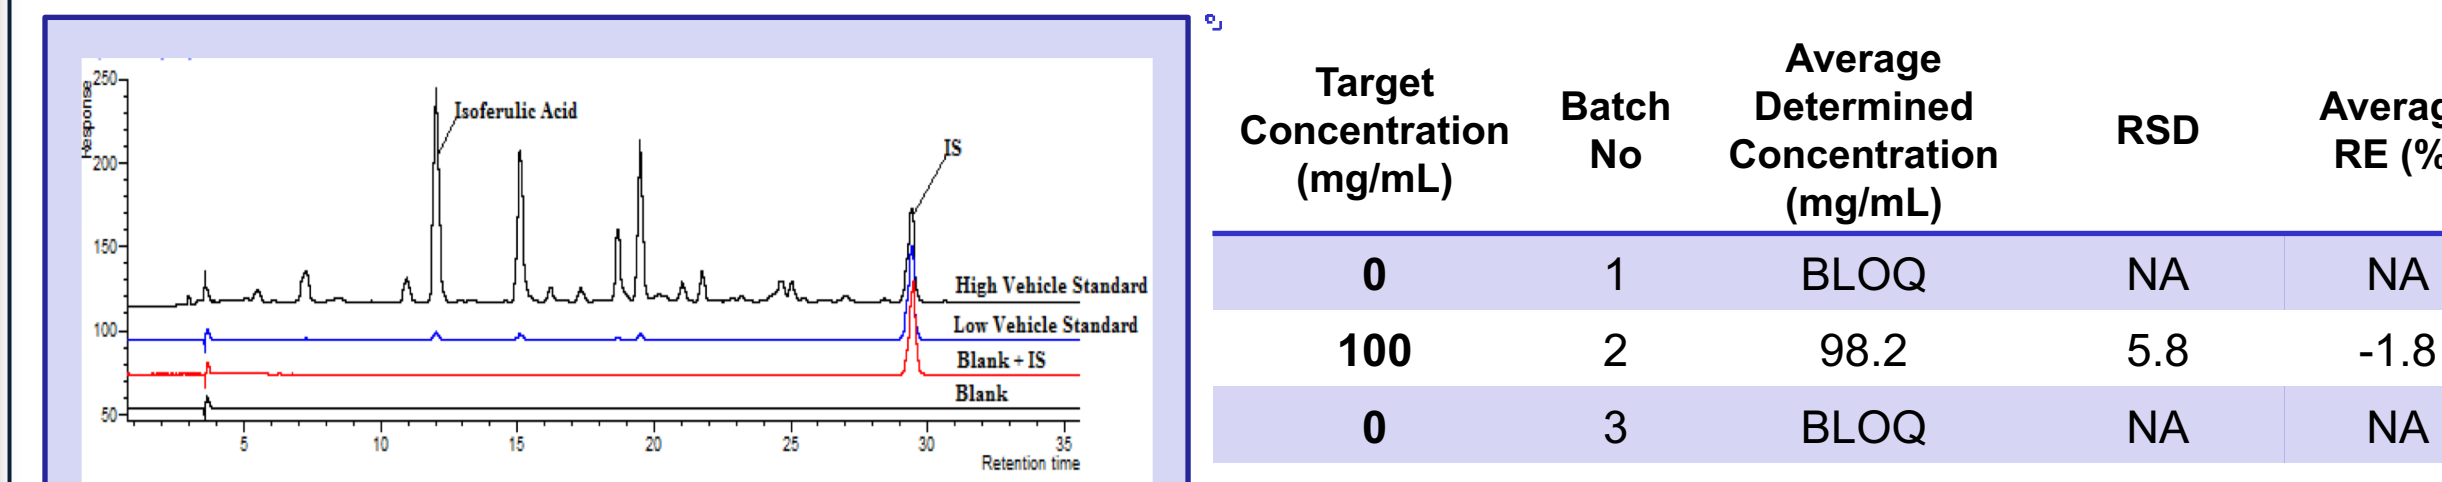 Response
250
200
150
100
50
Isoferulic Acid
IS
High Vehicle Standard
Low Vehicle Standard
Blank + IS
Blank
5 10 15 20 25 30 35
Retention time
Target
Concentration
(mg/mL)
Batch
No
Average
Determined
Concentration
(mg/mL)
RSD
Averag
RE (%
0 1 BLOQ NA NA
100 2 98.2 5.8 -1.8
0 3 BLOQ NA NA